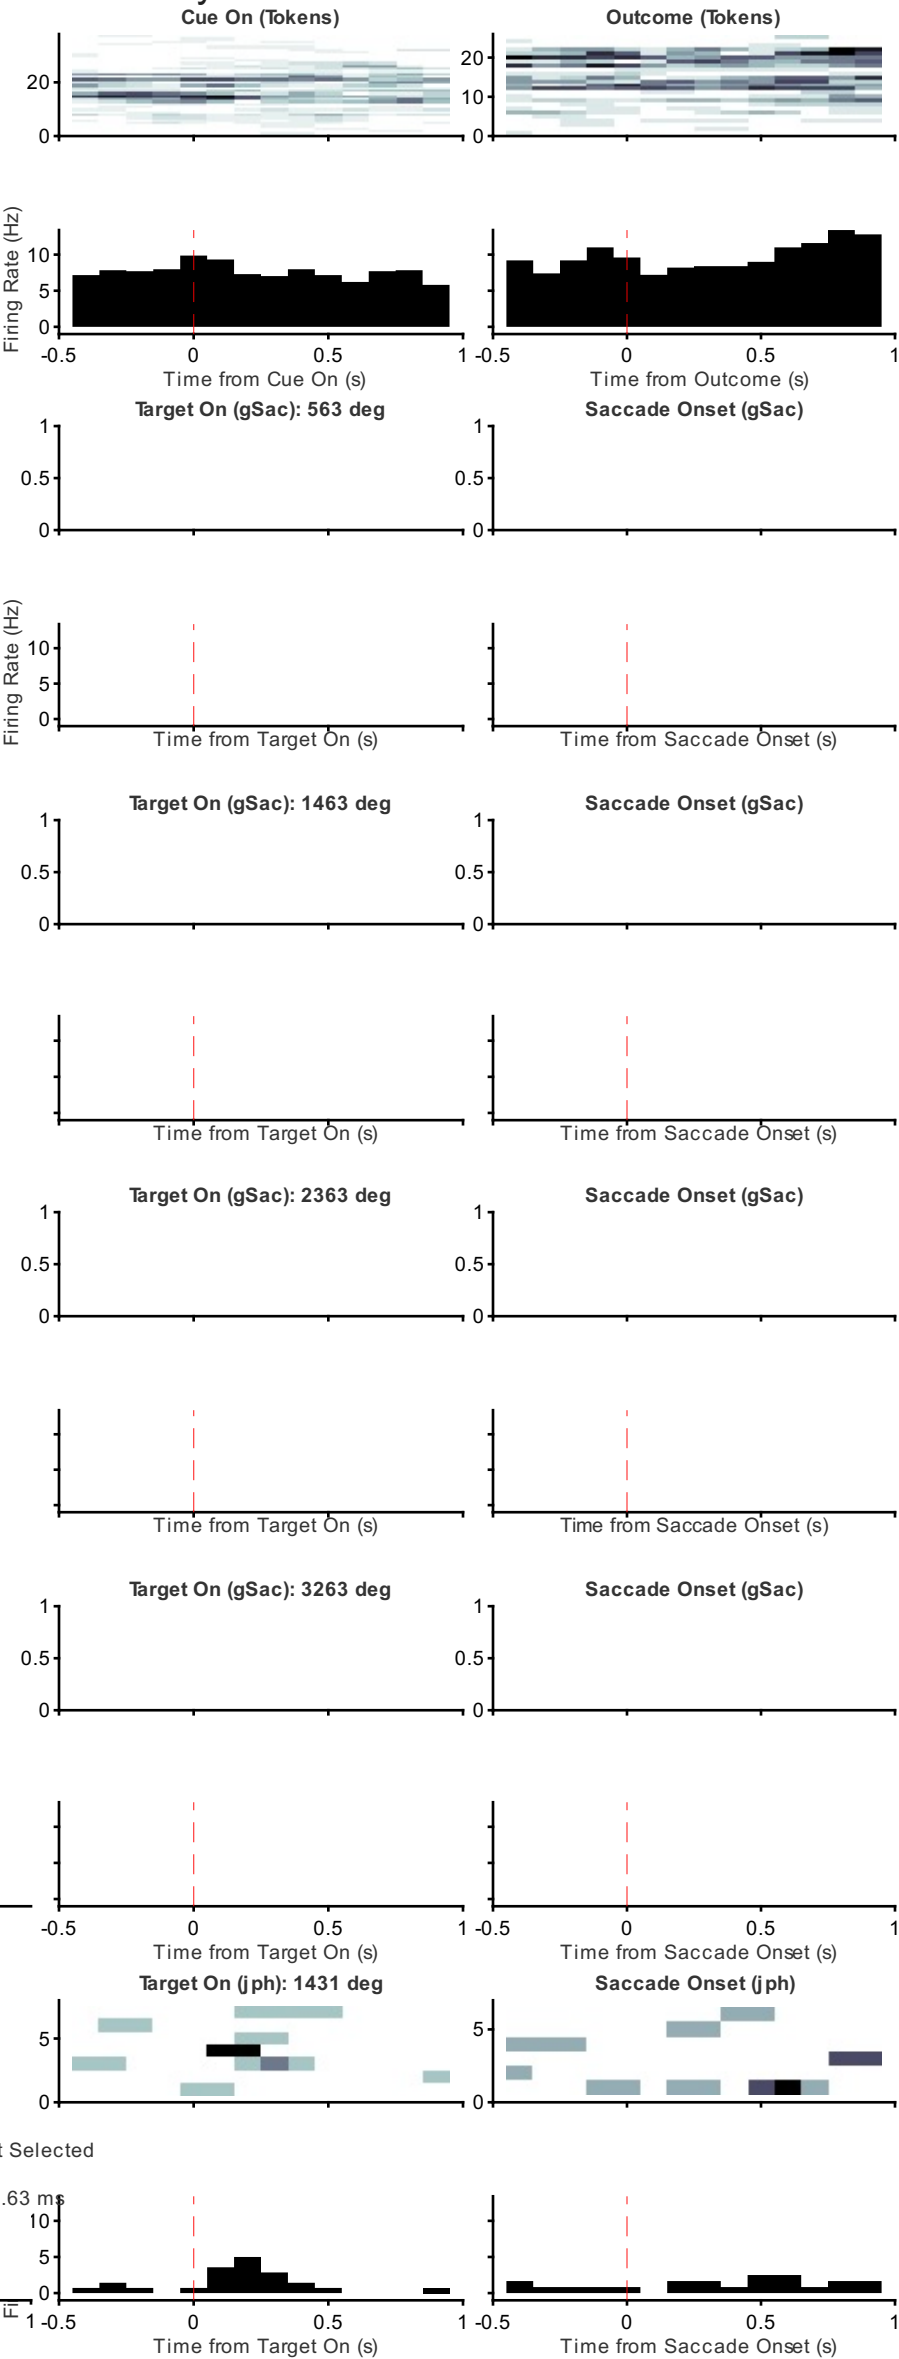 Cue On (Tokens) Outcome (Tokens)
20 20
10
0 0
Firing Rate (Hz)
10
5
0
-0.5 0 0.5 1 -0.5 0 0.5 1
Time from Cue On (s) Time from Outcome (s)
Target On (gSac): 563 deg Saccade Onset (gSac)
1 1
0.5 0.5
0 0
Firing Rate (Hz)
10
5
0
Time from Target On (s) Time from Saccade Onset (s)
Target On (gSac): 1463 deg Saccade Onset (gSac)
1 1
0.5 0.5
0 0
Time from Target On (s) Time from Saccade Onset (s)
Target On (gSac): 2363 deg Saccade Onset (gSac)
1 1
0.5 0.5
0 0
Time from Target On (s) Time from Saccade Onset (s)
Target On (gSac): 3263 deg Saccade Onset (gSac)
1 1
0.5 0.5
0 0
-0.5 0 0.5 1 -0.5 0 0.5 1
Time from Target On (s) Time from Saccade Onset (s)
Target On (jph): 1431 deg Saccade Onset (jph)
5 5
0 0
t Selected
.63 ms
10
5
0
Fi
1 -0.5 0 0.5 1 -0.5 0 0.5 1
Time from Target On (s) Time from Saccade Onset (s)